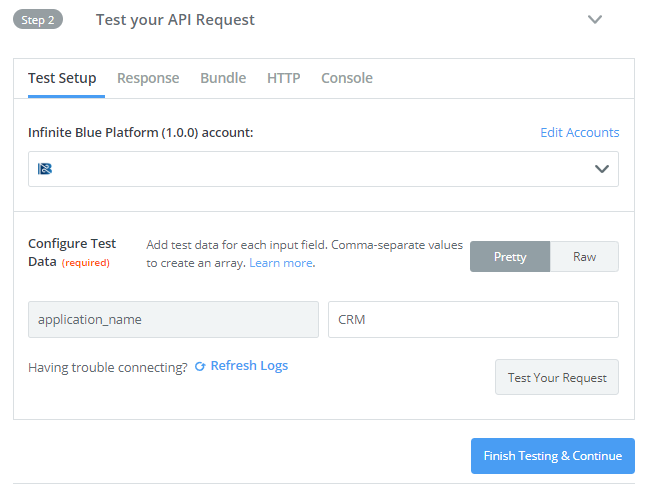 Step 2 Test your API Request
Test Setup Response Bundle HTTP Console
Infinite Blue Platform (1.0.0) account: Edit Accounts
Configure Test Add test data for each input field. Comma-separate values
Data (required) to create an array. Learn more.
Pretty Raw
application_name CRM
Having trouble connecting? Refresh Logs
Test Your Request
Finish Testing & Continue